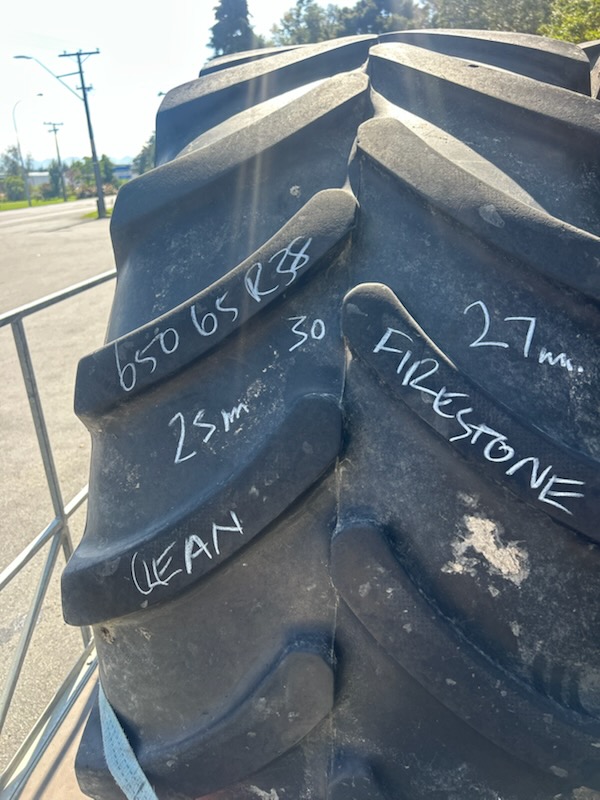 650 65 R38
30
27mm
25mm
FIRESTONE
CLEAN